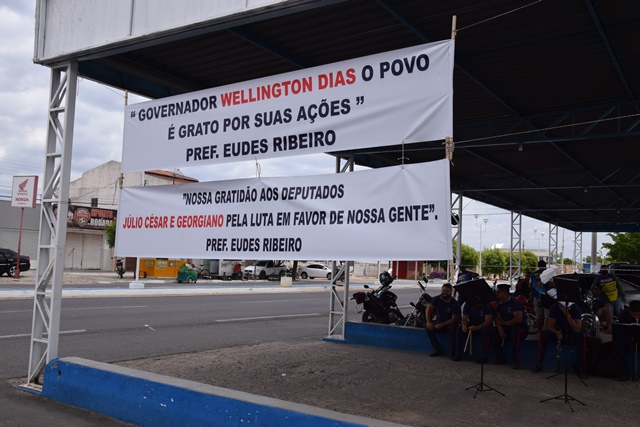 " GOVERNADOR WELLINGTON DIAS O POVO
É GRATO POR SUAS AÇÕES "
PREF. EUDES RIBEIRO
"NOSSA GRATIDÃO AOS DEPUTADOS
JÚLIO CÉSAR E GEORGIANO PELA LUTA EM FAVOR DE NOSSA GENTE".
PREF. EUDES RIBEIRO
HONDA